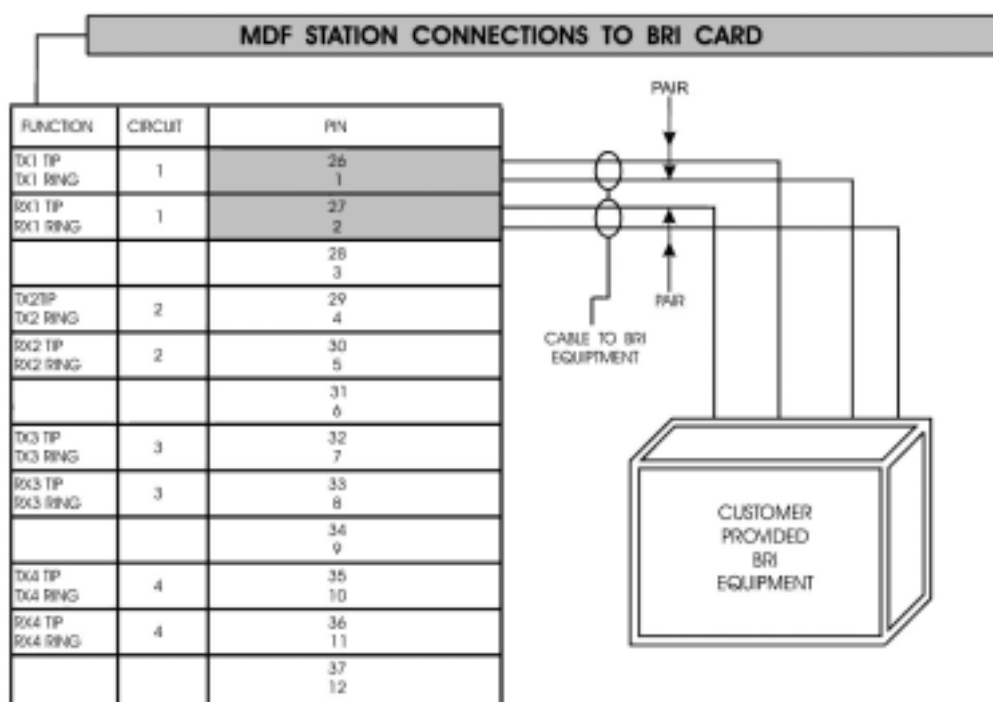 MDF STATION CONNECTIONS TO BRI CARD
FUNCTION CIRCUIT PIN
TX1 TIP 1 26
TX1 RING 1
RX1 TIP 1 27
RX1 RING 2
28
3
TX2TIP 2 29
TX2 RING 4
RX2 TIP 2 30
RX2 RING 5
31
6
TX3 TIP 3 32
TX3 RING 7
RX3 TIP 3 33
RX3 RING 8
34
9
TX4 TIP 4 35
TX4 RING 10
RX4 TIP 4 36
RX4 RING 11
37
12
PAIR
PAIR
CABLE TO BRI
EQUIPTMENT
CUSTOMER
PROVIDED
BRI
EQUIPMENT